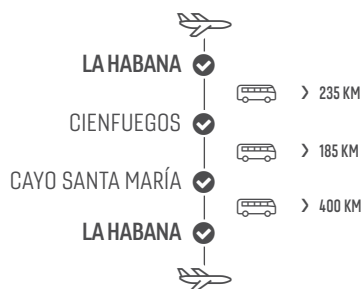 LA HABANA
> 235 KM
CIENFUEGOS
> 185 KM
CAYO SANTA MARÍA
> 400 KM
LA HABANA